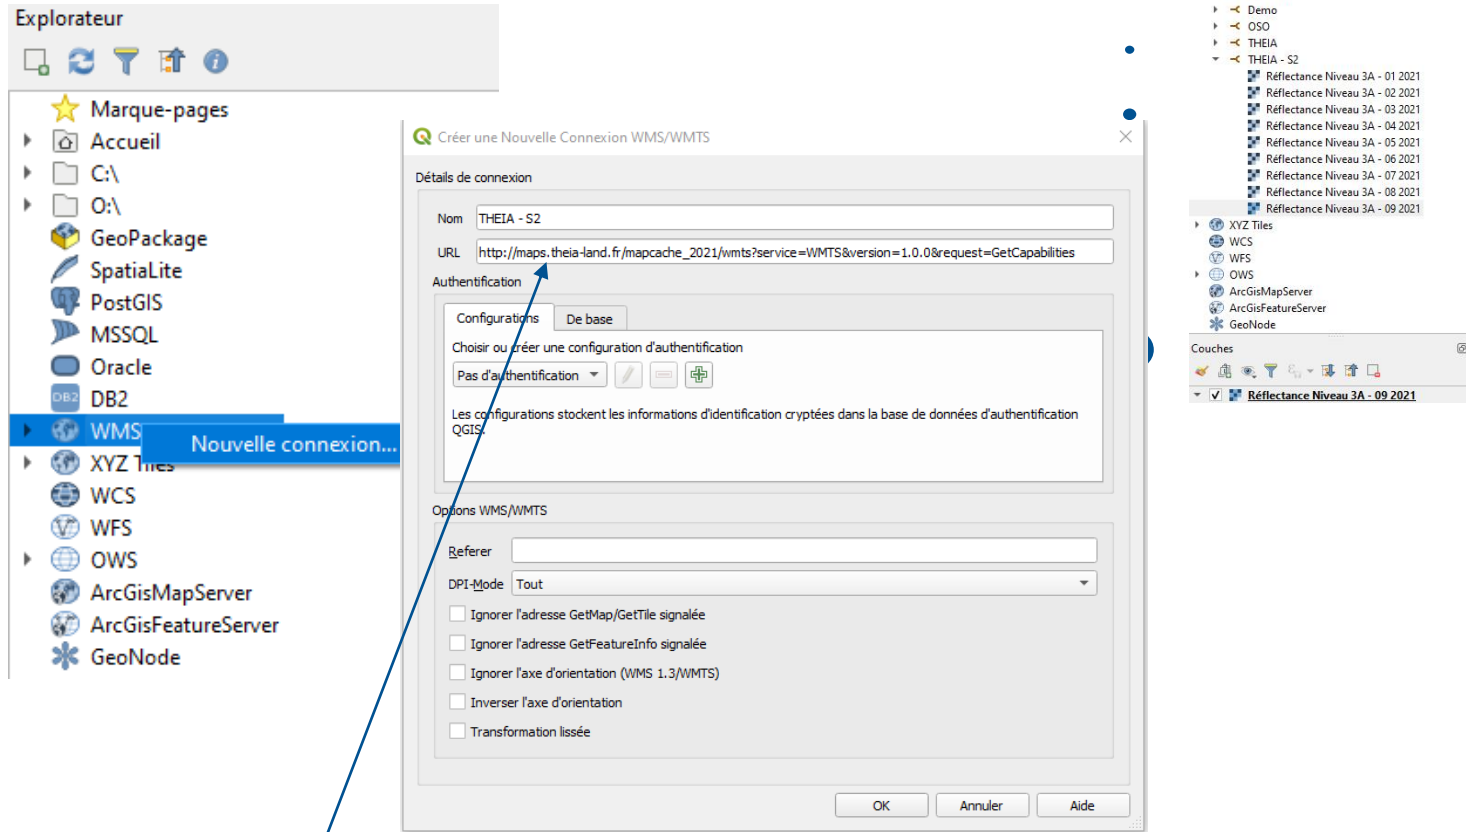 Explorateur
Marque-pages
Accueil
C:\
O:\
GeoPackage
SpatiaLite
PostGIS
MSSQL
Oracle
DB2
DB2
WMS
Nouvelle connexion...
XYZ Tiles
WCS
WFS
OWS
ArcGisMapServer
ArcGisFeatureServer
GeoNode
Créer une Nouvelle Connexion WMS/WMTS
Détails de connexion
Nom THEIA - S2
URL http://maps.theia-land.fr/mapcache_2021/wmts?service=WMTS&version=1.0.0&request=GetCapabilities
Authentification
Configurations De base
Choisir ou créer une configuration d'authentification
Pas d'authentification
Les configurations stockent les informations d'identification cryptées dans la base de données d'authentification
QGIS.
Options WMS/WMTS
Referer
DPI-Mode Tout
Ignorer l'adresse GetMap/GetTile signalée
Ignorer l'adresse GetFeatureInfo signalée
Ignorer l'axe d'orientation (WMS 1.3/WMTS)
Inverser l'axe d'orientation
Transformation lissée
OK Annuler Aide
Demo
OSO
THEIA
THEIA - S2
Réflectance Niveau 3A - 01 2021
Réflectance Niveau 3A - 02 2021
Réflectance Niveau 3A - 03 2021
Réflectance Niveau 3A - 04 2021
Réflectance Niveau 3A - 05 2021
Réflectance Niveau 3A - 06 2021
Réflectance Niveau 3A - 07 2021
Réflectance Niveau 3A - 08 2021
Réflectance Niveau 3A - 09 2021
XYZ Tiles
WCS
WFS
OWS
ArcGisMapServer
ArcGisFeatureServer
GeoNode
Couches
Réflectance Niveau 3A - 09 2021